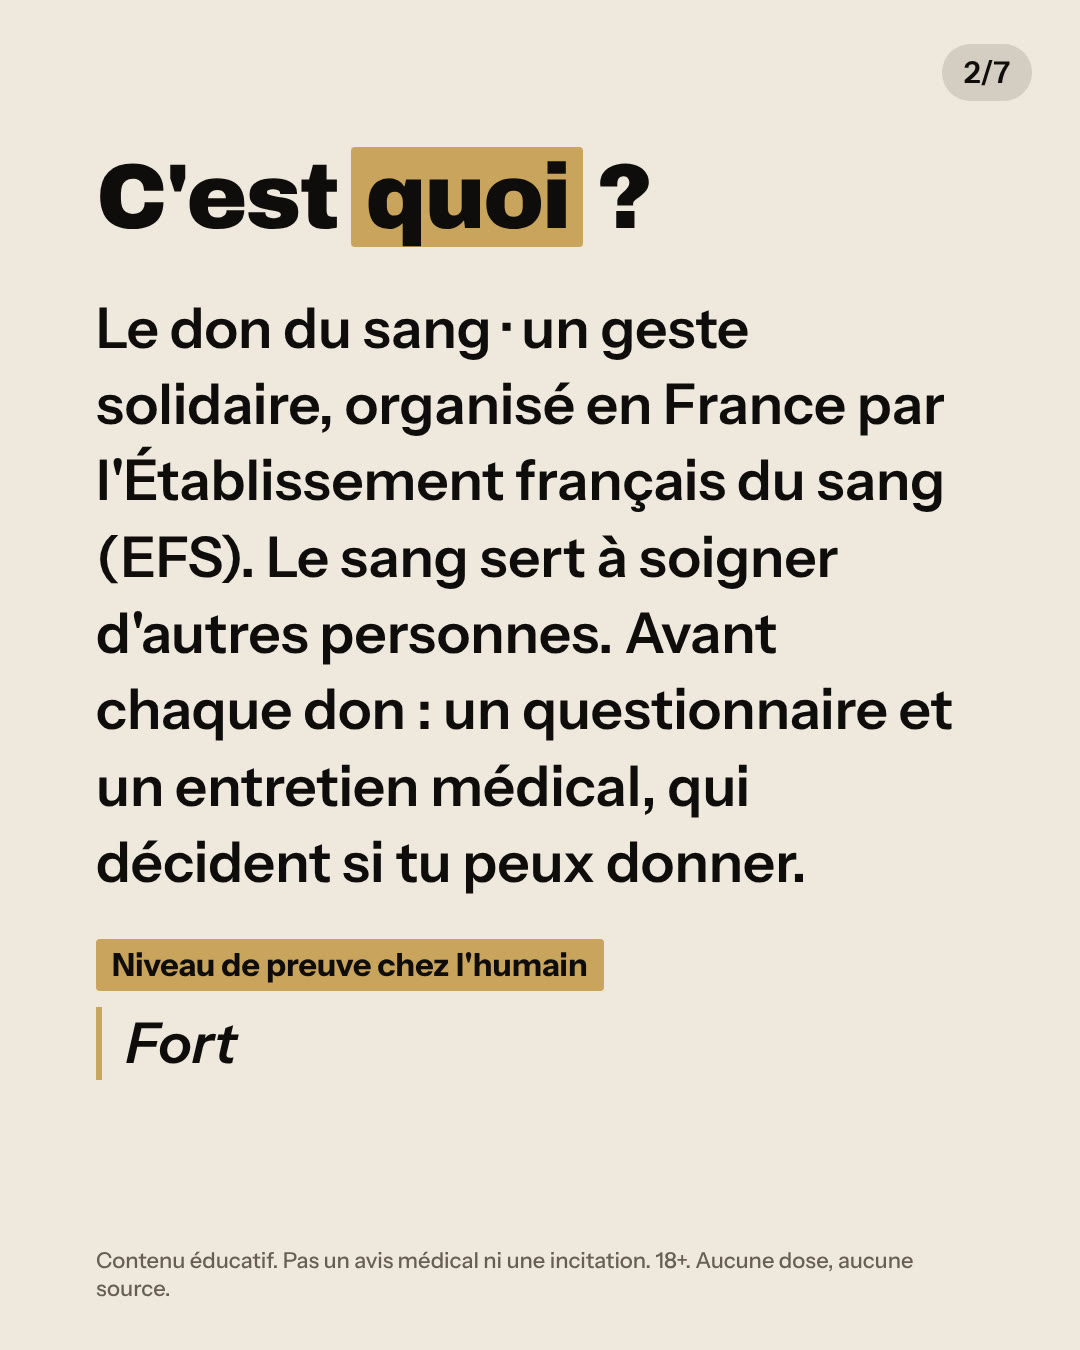 2/7
C'est quoi ?
Le don du sang · un geste
solidaire, organisé en France par
l'Établissement français du sang
(EFS). Le sang sert à soigner
d'autres personnes. Avant
chaque don : un questionnaire et
un entretien médical, qui
décident si tu peux donner.
Niveau de preuve chez l'humain
Fort
Contenu éducatif. Pas un avis médical ni une incitation. 18+. Aucune dose, aucune
source.